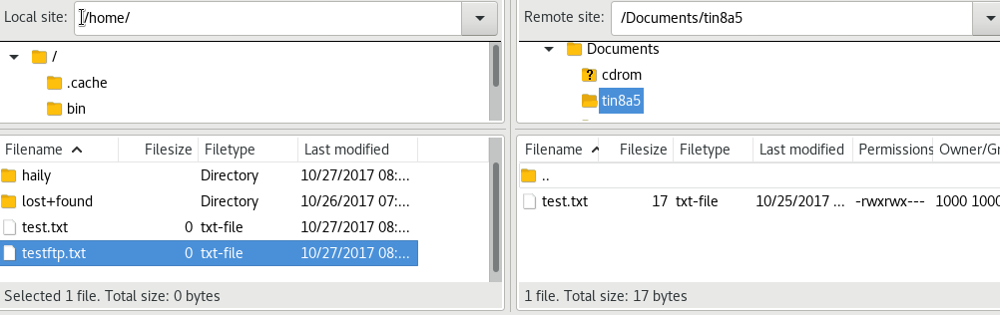 Local site: /home/
/
.cache
bin
Filename Filesize Filetype Last modified
haily Directory 10/27/2017 08:...
lost+found Directory 10/26/2017 07:...
test.txt 0 txt-file 10/27/2017 08:...
testftp.txt 0 txt-file 10/27/2017 08:...
Selected 1 file. Total size: 0 bytes
Remote site: /Documents/tin8a5
Documents
? cdrom
tin8a5
Filename Filesize Filetype Last modified Permissions Owner/Gr
..
test.txt 17 txt-file 10/25/2017 ... -rwxrwx--- 1000 1000
1 file. Total size: 17 bytes